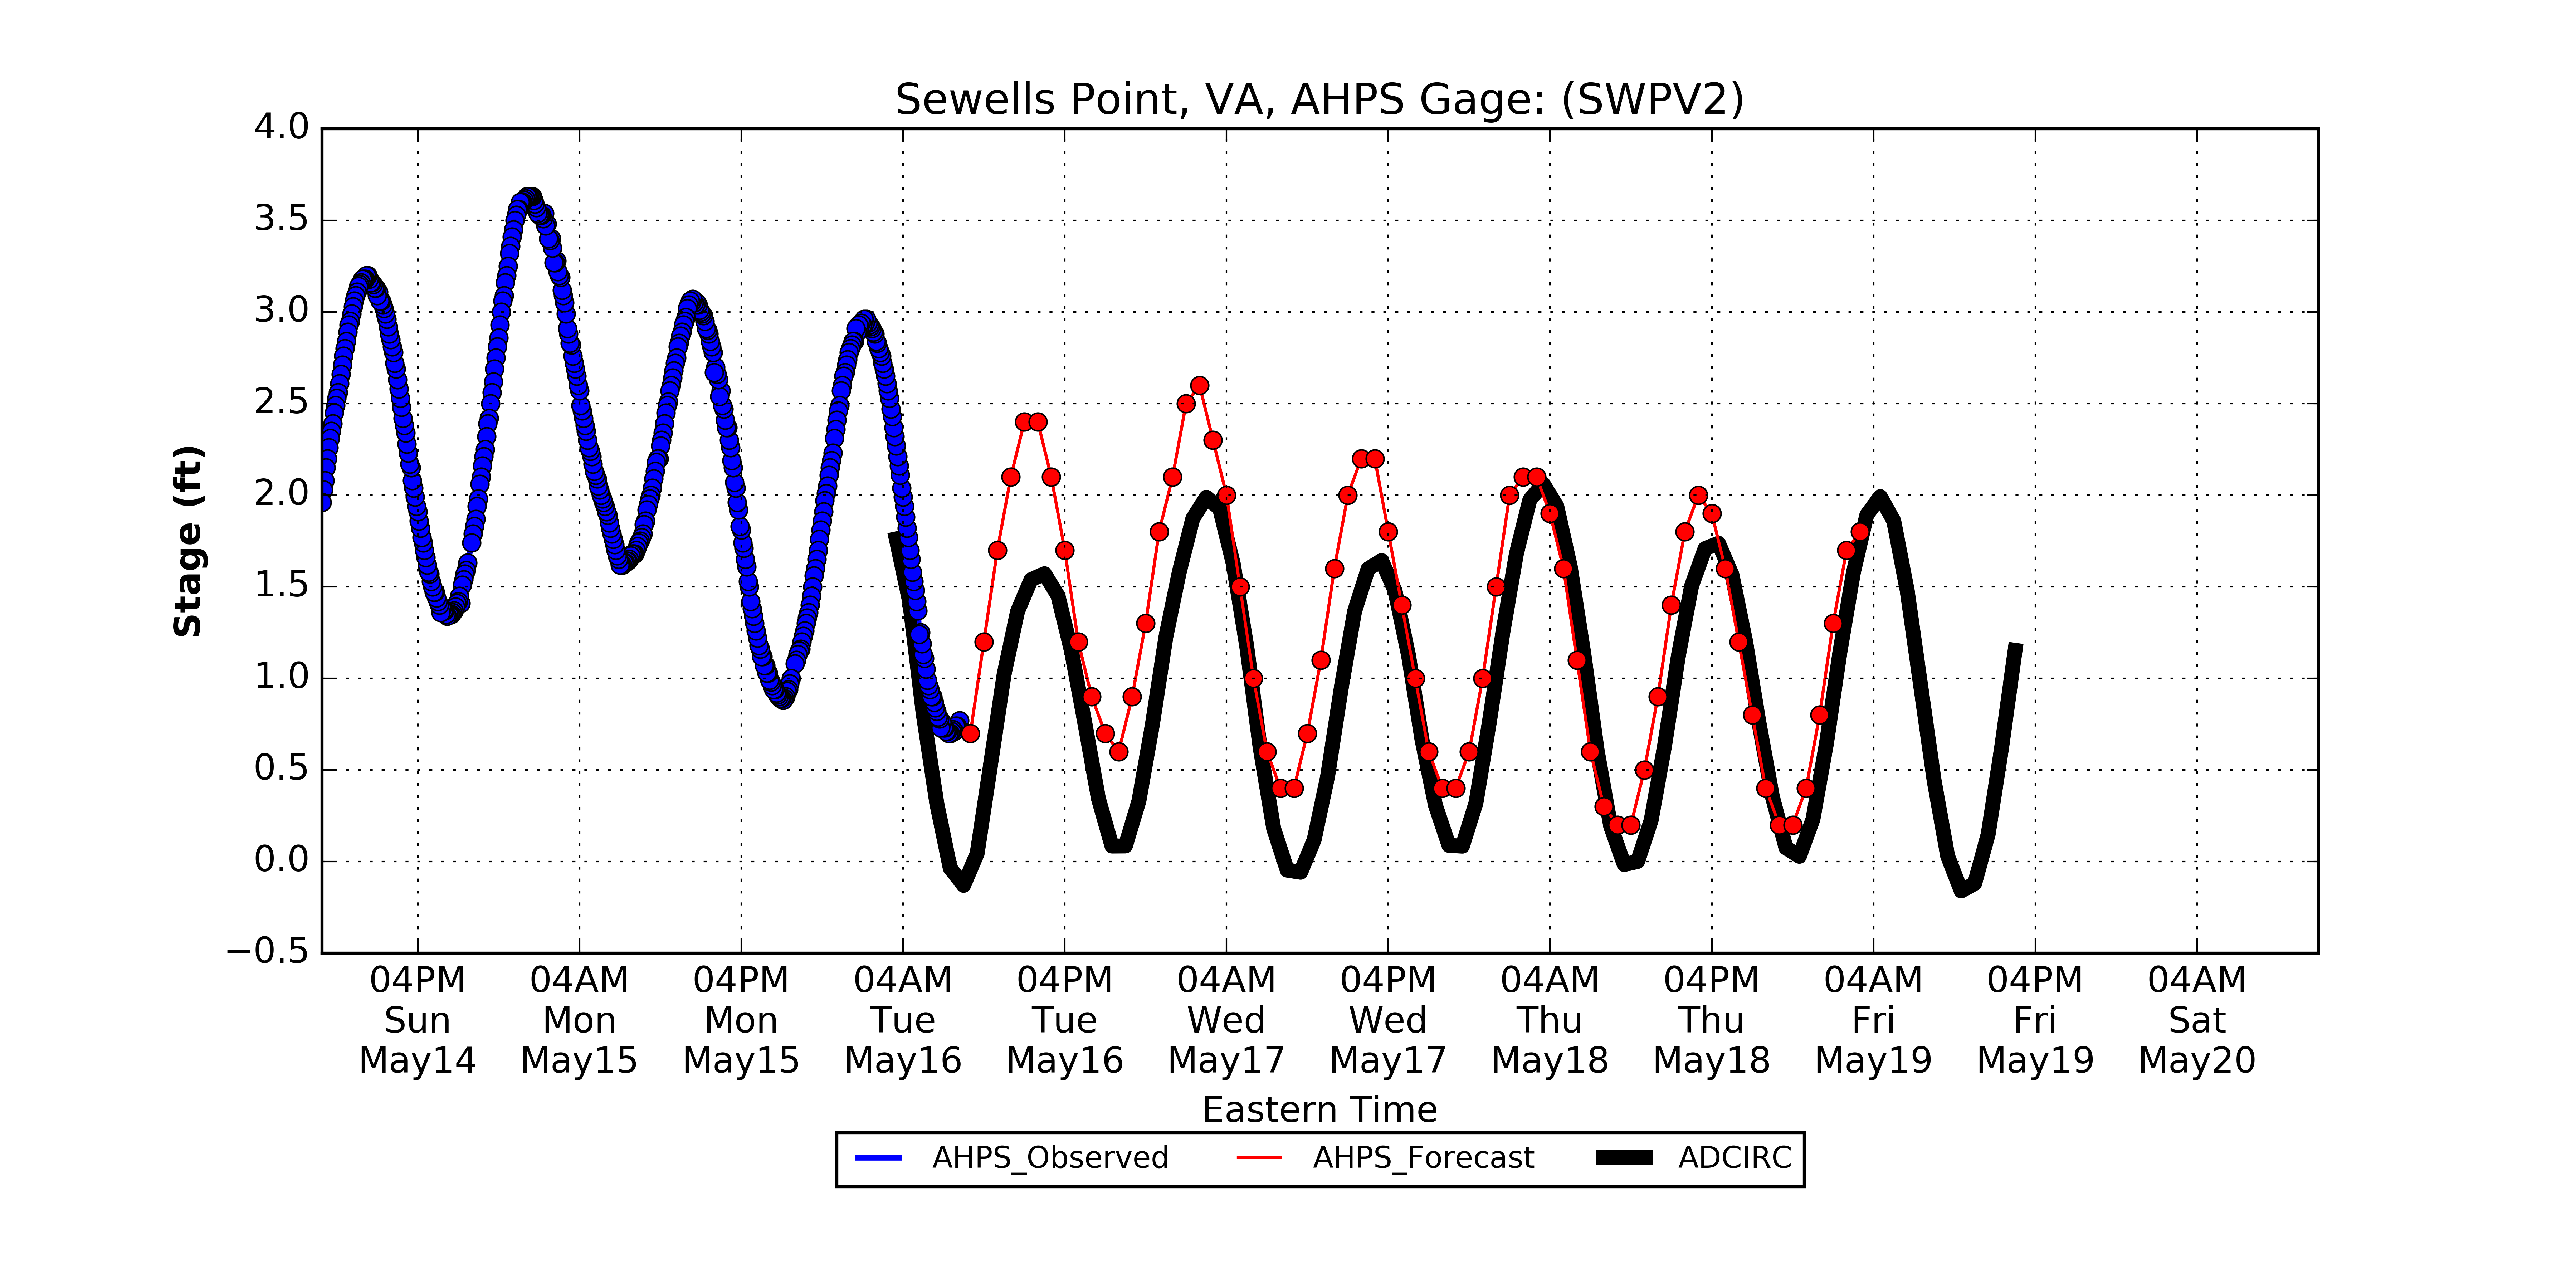 Sewells Point, VA, AHPS Gage: (SWPV2)
4.0
3.5
3.0
2.5
2.0
1.5
1.0
0.5
0.0
−0.5
Stage (ft)
04PM 04AM 04PM 04AM 04PM 04AM 04PM 04AM 04PM 04AM 04PM 04AM
Sun Mon Mon Tue Tue Wed Wed Thu Thu Fri Fri Sat
May14 May15 May15 May16 May16 May17 May17 May18 May18 May19 May19 May20
Eastern Time
AHPS_Observed AHPS_Forecast ADCIRC